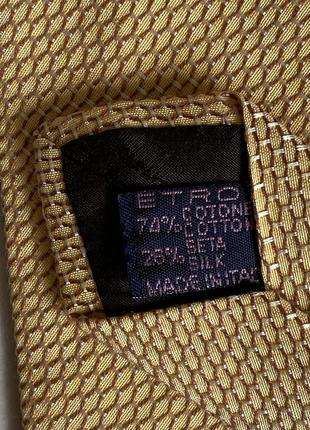 ETRO
74% COTONE
COTTON
26% SETA
SILK
MADE IN ITAL